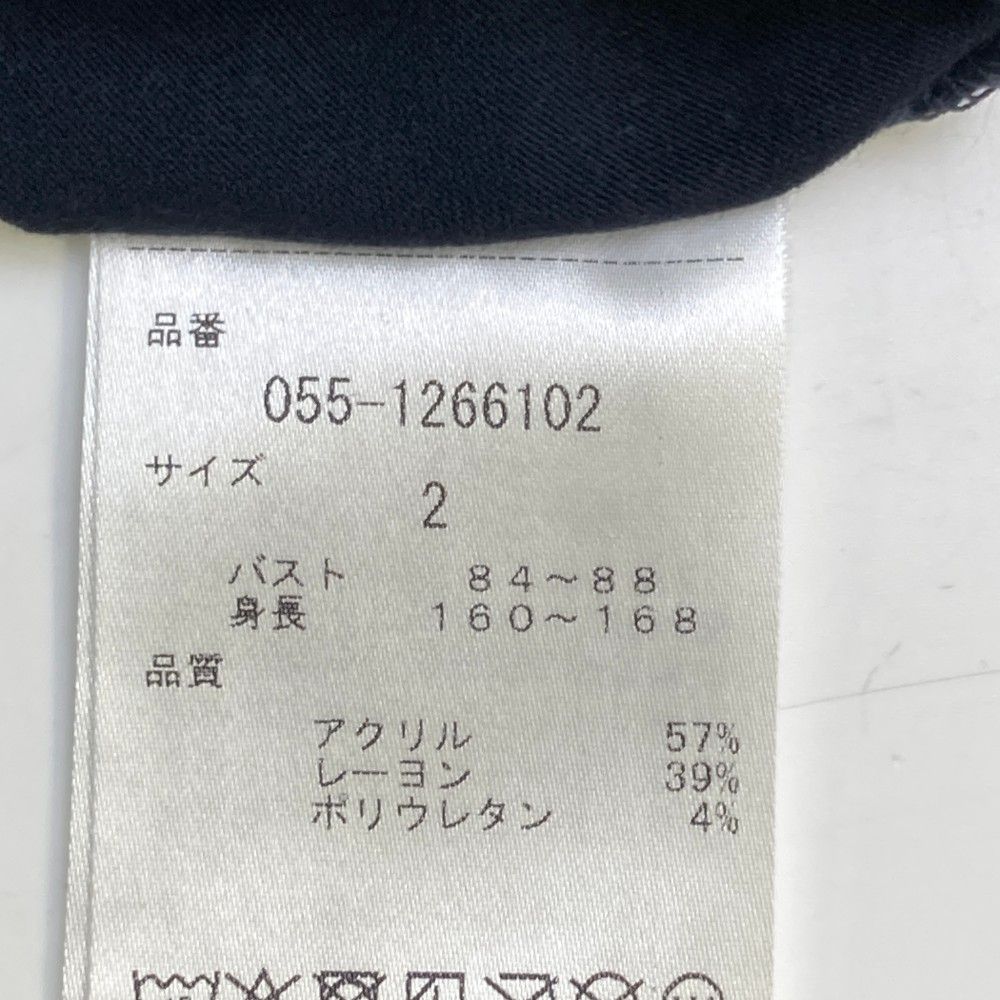 品番
055-1266102
サイズ
2
バスト 84～88
身長 160～168
品質
アクリル 57%
レーヨン 39%
ポリウレタン 4%